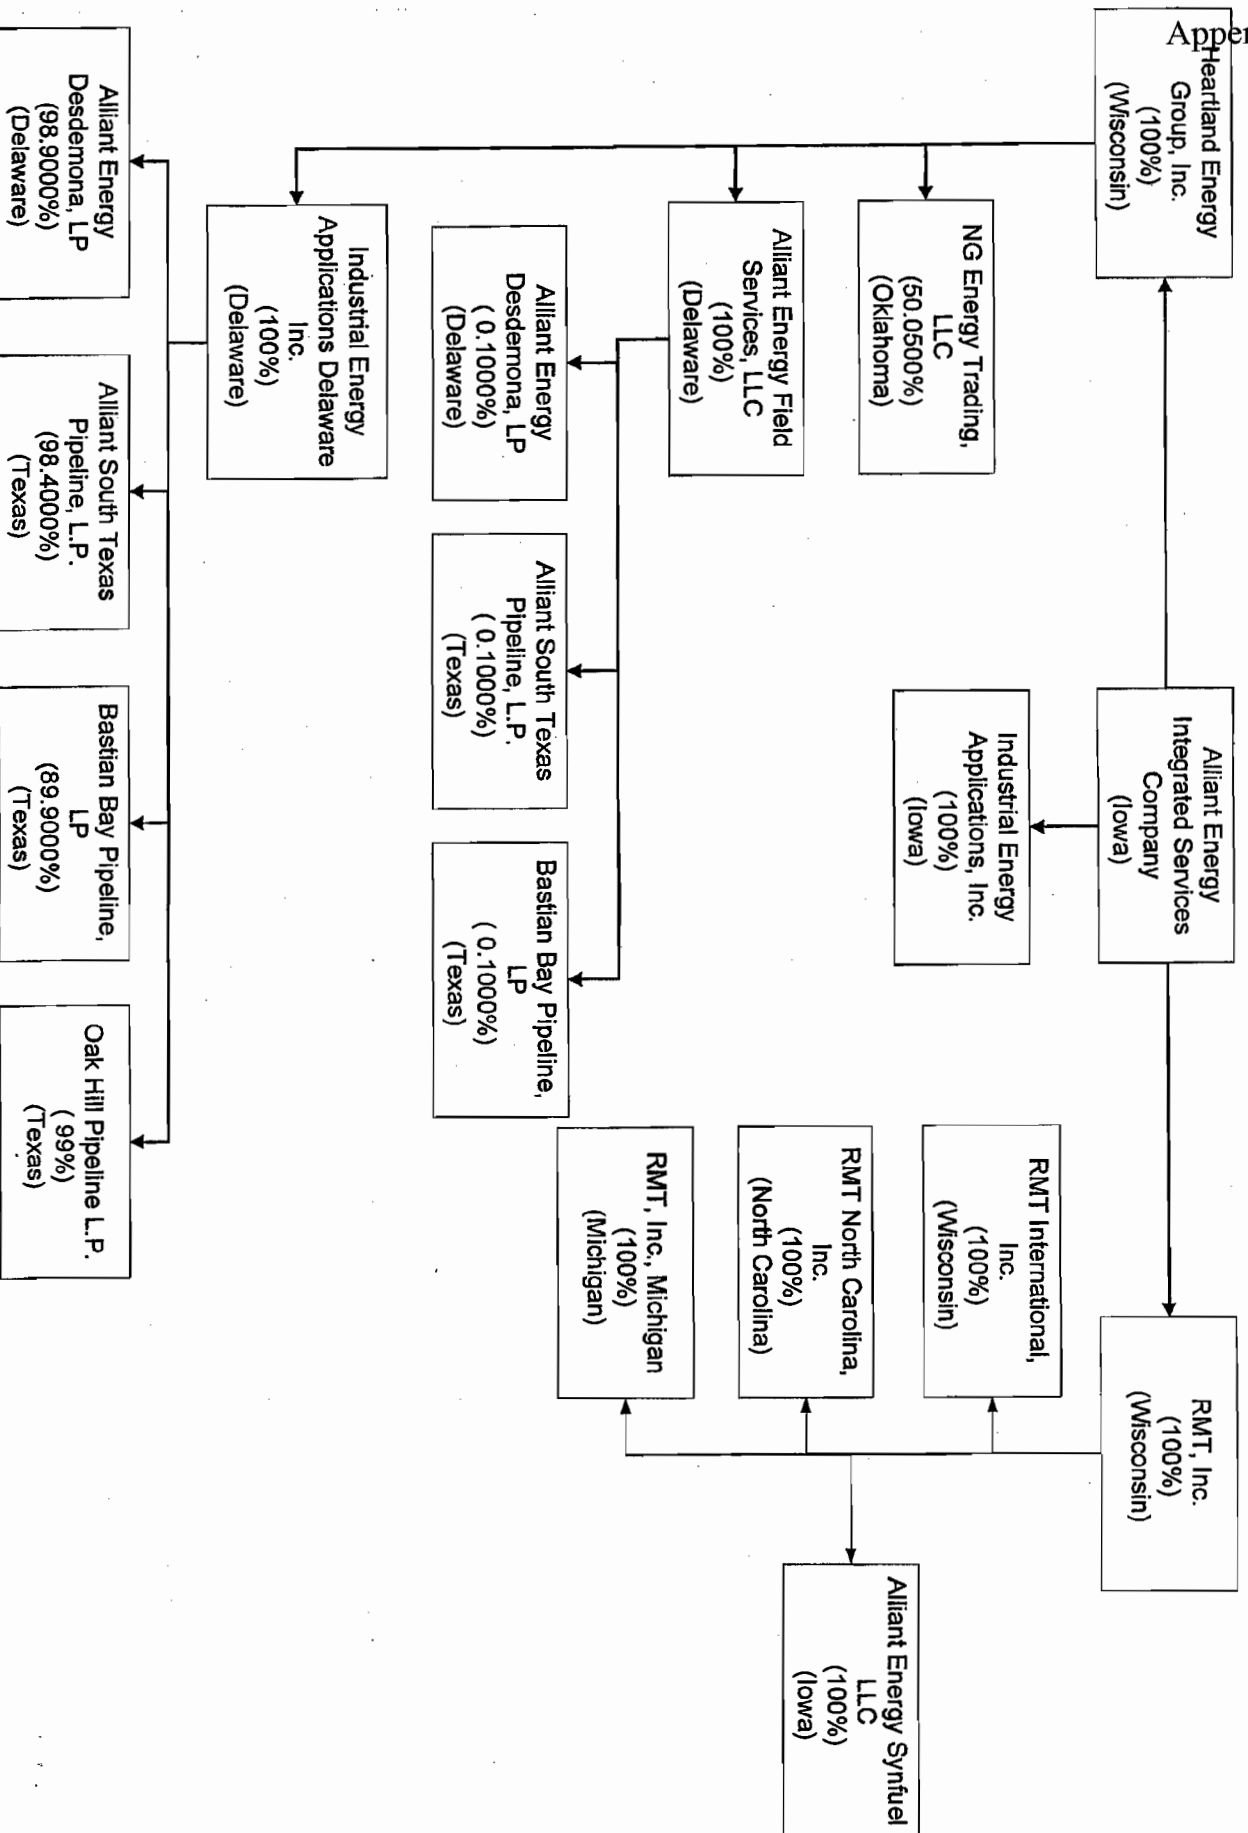 Appen
Alliant Energy
Integrated Services
Company
(Iowa)
Heartland Energy
Group, Inc.
(100%)
(Wisconsin)
Industrial Energy
Applications, Inc.
(100%)
(Iowa)
RMT, Inc.
(100%)
(Wisconsin)
NG Energy Trading,
LLC
(50.0500%)
(Oklahoma)
Alliant Energy Field
Services, LLC
(100%)
(Delaware)
Alliant Energy
Desdemona, LP
( 0.1000%)
(Delaware)
Alliant South Texas
Pipeline, L.P.
( 0.1000%)
(Texas)
Bastian Bay Pipeline,
LP
( 0.1000%)
(Texas)
Industrial Energy
Applications Delaware
Inc.
(100%)
(Delaware)
Alliant Energy
Desdemona, LP
(98.9000%)
(Delaware)
Alliant South Texas
Pipeline, L.P.
(98.4000%)
(Texas)
Bastian Bay Pipeline,
LP
(89.9000%)
(Texas)
Oak Hill Pipeline L.P.
( 99%)
(Texas)
RMT International,
Inc.
(100%)
(Wisconsin)
RMT North Carolina,
Inc.
(100%)
(North Carolina)
RMT, Inc., Michigan
(100%)
(Michigan)
Alliant Energy Synfuel
LLC
(100%)
(Iowa)